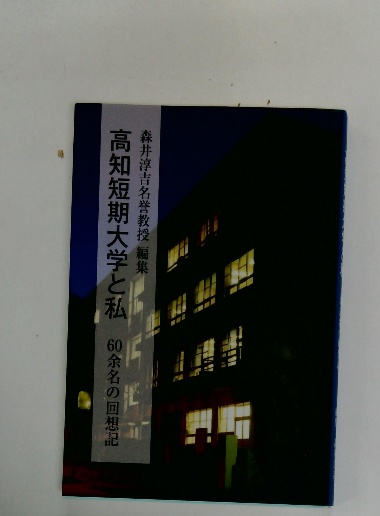 森井淳吉名誉教授 編集
高知短期大学と私
60余名の回想記